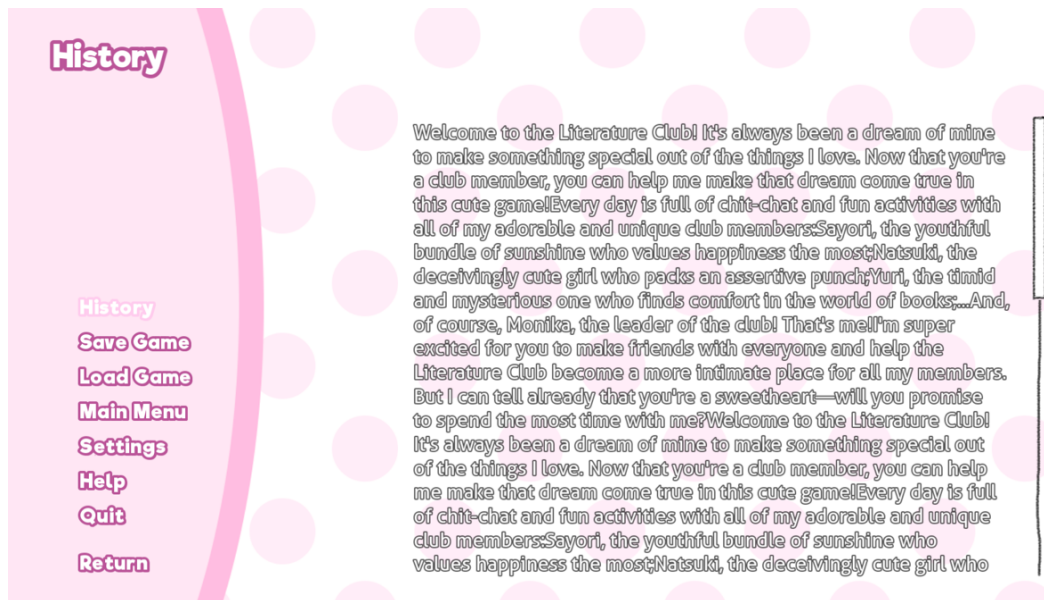 History
History
Save Game
Load Game
Main Menu
Settings
Help
Quit
Return
Welcome to the Literature Club! It's always been a dream of mine
to make something special out of the things I love. Now that you're
a club member, you can help me make that dream come true in
this cute game!Every day is full of chit-chat and fun activities with
all of my adorable and unique club members:Sayori, the youthful
bundle of sunshine who values happiness the most;Natsuki, the
deceivingly cute girl who packs an assertive punch;Yuri, the timid
and mysterious one who finds comfort in the world of books;...And,
of course, Monika, the leader of the club! That's me!I'm super
excited for you to make friends with everyone and help the
Literature Club become a more intimate place for all my members.
But I can tell already that you're a sweetheart—will you promise
to spend the most time with me?Welcome to the Literature Club!
It's always been a dream of mine to make something special out
of the things I love. Now that you're a club member, you can help
me make that dream come true in this cute game!Every day is full
of chit-chat and fun activities with all of my adorable and unique
club members:Sayori, the youthful bundle of sunshine who
values happiness the most;Natsuki, the deceivingly cute girl who